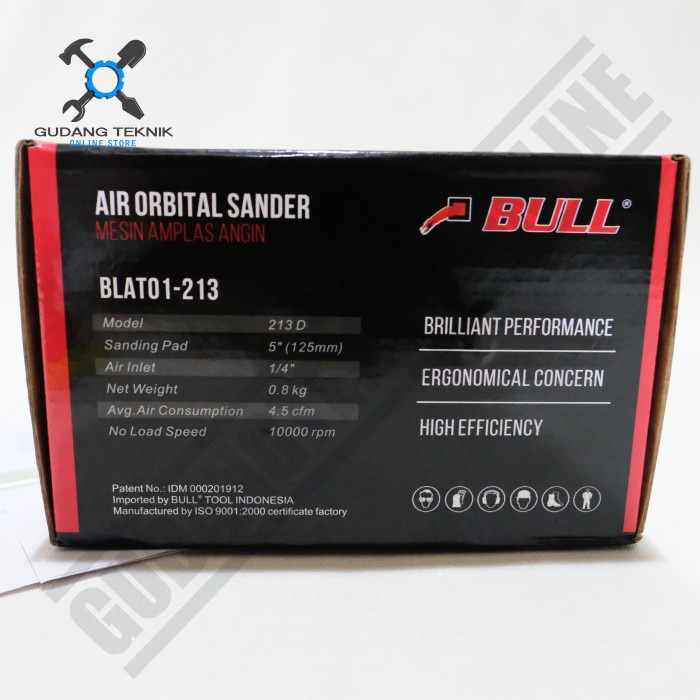 GUDANG TEKNIK
ONLINE STORE
AIR ORBITAL SANDER
MESIN AMPLAS ANGIN
BULL®
BLAT01-213
Model 213 D
Sanding Pad 5" (125mm)
Air Inlet 1/4"
Net Weight 0.8 kg
Avg.Air Consumption 4.5 cfm
No Load Speed 10000 rpm
BRILLIANT PERFORMANCE
ERGONOMICAL CONCERN
HIGH EFFICIENCY
Patent No.: IDM 000201912
Imported by BULL® TOOL INDONESIA
Manufactured by ISO 9001:2000 certificate factory